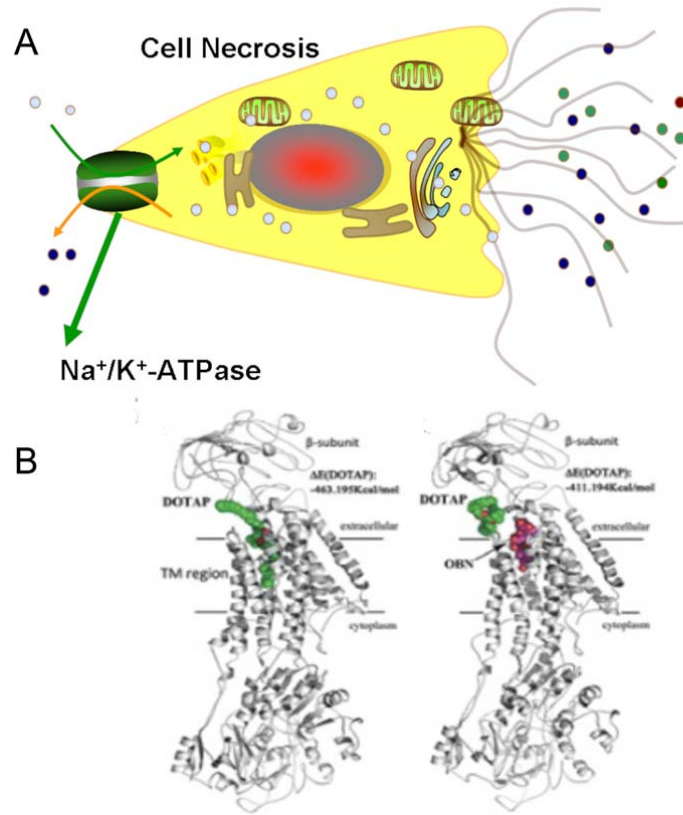 A
Cell Necrosis
Na⁺/K⁺-ATPase
B
β-subunit
ΔE(DOTAP):
-463.195Kcal/mol
DOTAP
extracellular
TM region
cytoplasm
β-subunit
ΔE(DOTAP):
-411.194Kcal/mol
DOTAP
extracellular
OBN
cytoplasm